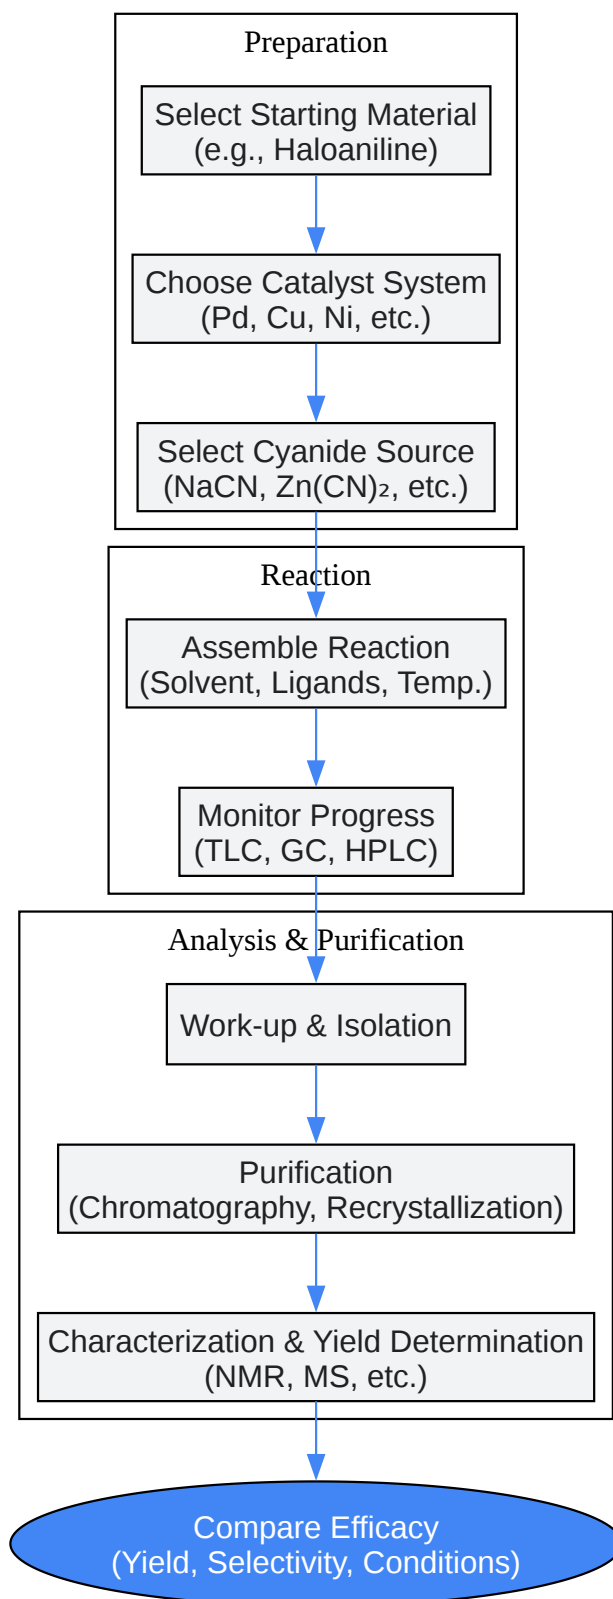 Preparation
Select Starting Material
(e.g., Haloaniline)
Choose Catalyst System
(Pd, Cu, Ni, etc.)
Select Cyanide Source
(NaCN, Zn(CN)₂, etc.)
Reaction
Assemble Reaction
(Solvent, Ligands, Temp.)
Monitor Progress
(TLC, GC, HPLC)
Analysis & Purification
Work-up & Isolation
Purification
(Chromatography, Recrystallization)
Characterization & Yield Determination
(NMR, MS, etc.)
Compare Efficacy
(Yield, Selectivity, Conditions)